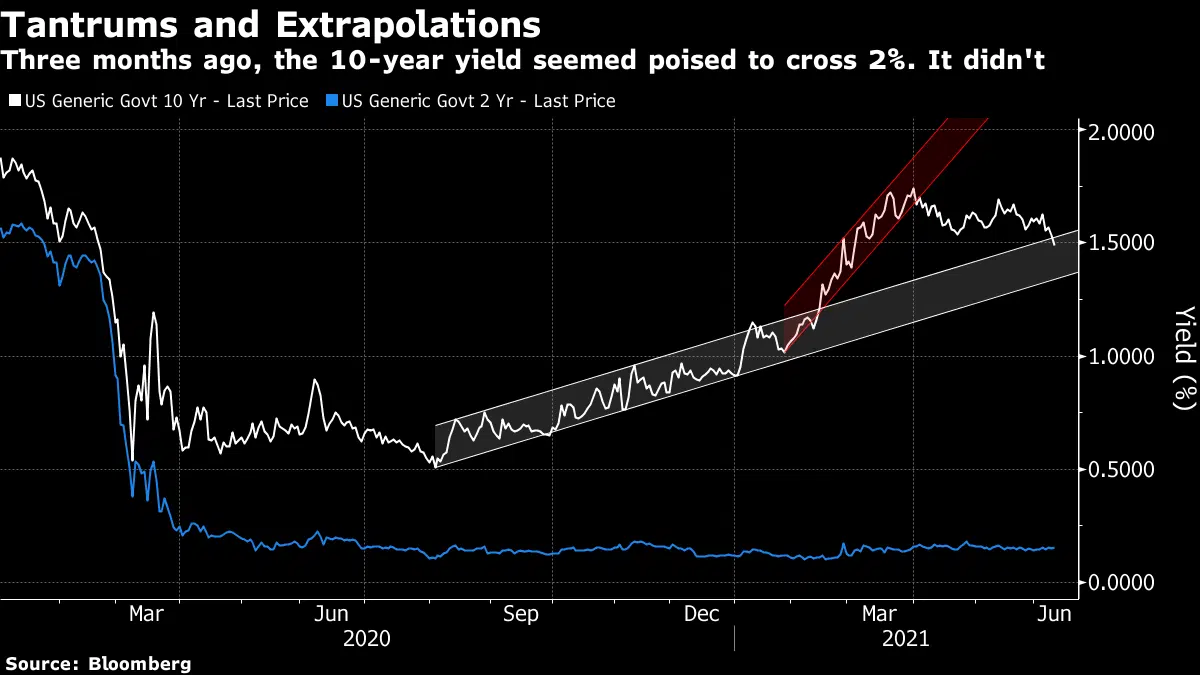 Tantrums and Extrapolations
Three months ago, the 10-year yield seemed poised to cross 2%. It didn't
US Generic Govt 10 Yr - Last Price US Generic Govt 2 Yr - Last Price
2.0000
1.5000
1.0000
0.5000
0.0000
Yield (%)
Mar Jun Sep Dec Mar Jun
2020 2021
Source: Bloomberg